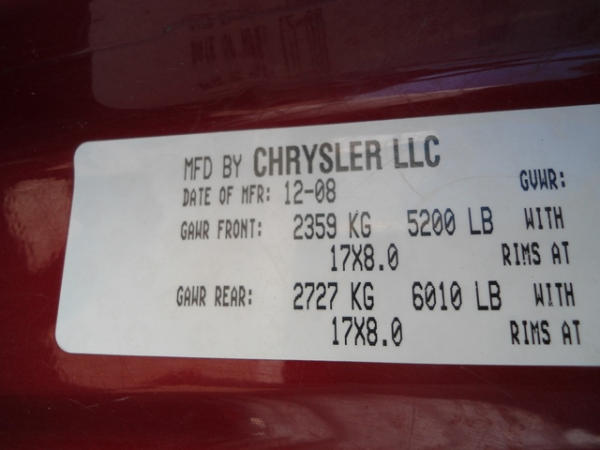 MFD BY CHRYSLER LLC
DATE OF MFR: 12-08 GVWR:
GAWR FRONT: 2359 KG 5200 LB WITH
17X8.0 RIMS AT
GAWR REAR: 2727 KG 6010 LB WITH
17X8.0 RIMS AT